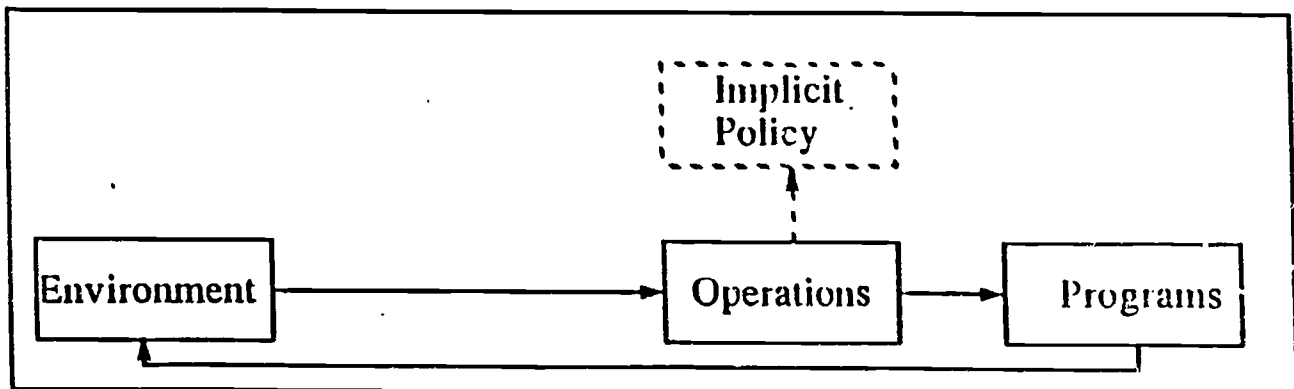 Implicit
Policy
Environment
Operations
Programs